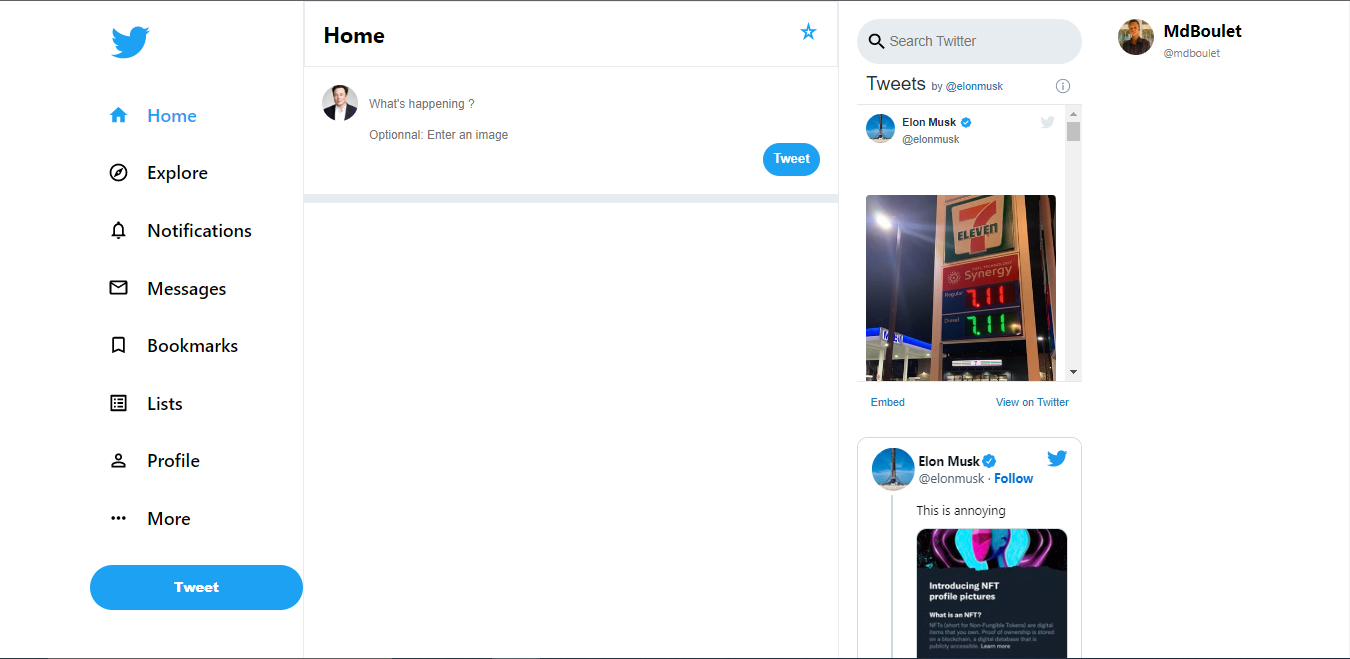 Home
Explore
Notifications
Messages
Bookmarks
Lists
Profile
More
Tweet
Home
What's happening ?
Optionnal: Enter an image
Tweet
Search Twitter
Tweets by @elonmusk
Elon Musk
@elonmusk
7
ELEVEN
Synergy
Regular 7.11
Diesel 7.11
Embed
View on Twitter
Elon Musk
@elonmusk · Follow
This is annoying
Introducing NFT
profile pictures
What is an NFT?
NFTs (short for Non-Fungible Tokens) are digital
items that you own. Proof of ownership is stored
on a blockchain, a digital database that is
publicly accessible. Learn more
MdBoulet
@mdboulet